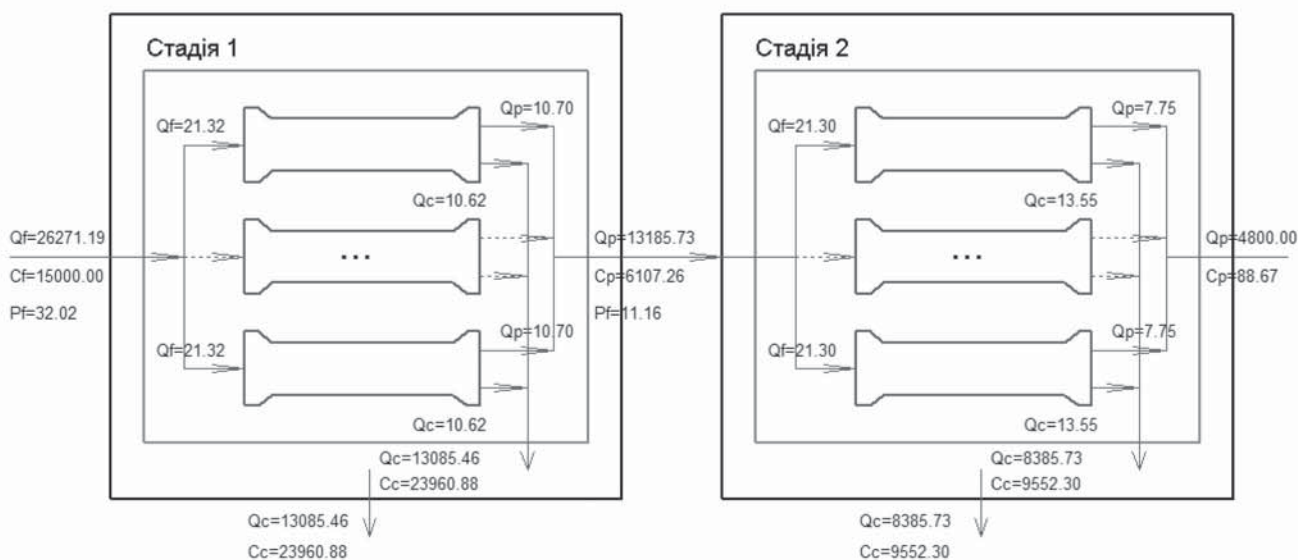 Стадія 1
Qf=21.32
Qp=10.70
Qc=10.62
Qf=26271.19
Cf=15000.00
Pf=32.02
...
Qp=13185.73
Cp=6107.26
Pf=11.16
Qf=21.32
Qp=10.70
Qc=10.62
Qc=13085.46
Cc=23960.88
Qc=13085.46
Cc=23960.88
Стадія 2
Qf=21.30
Qp=7.75
Qc=13.55
...
Qp=4800.00
Cp=88.67
Qf=21.30
Qp=7.75
Qc=13.55
Qc=8385.73
Cc=9552.30
Qc=8385.73
Cc=9552.30